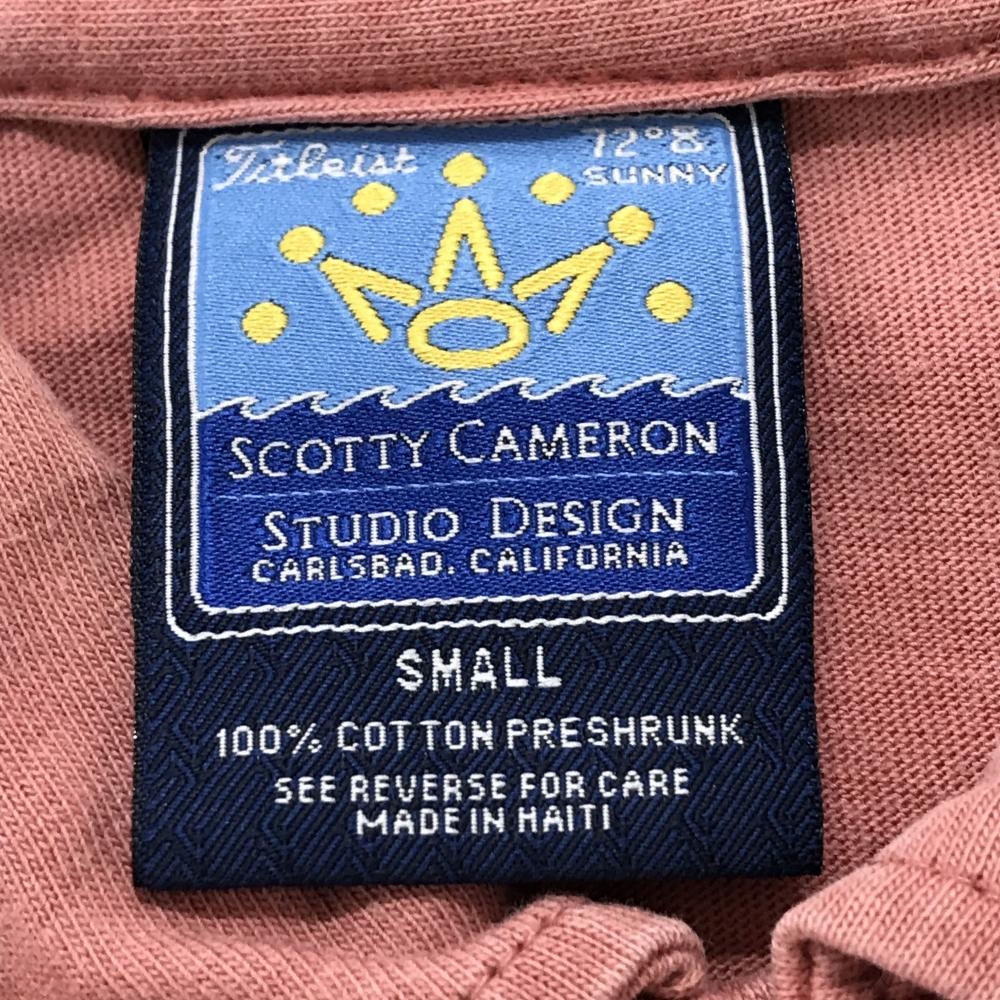 Titleist
72°&
SUNNY
SCOTTY CAMERON
STUDIO DESIGN
CARLSBAD. CALIFORNIA
SMALL
100% COTTON PRESHRUNK
SEE REVERSE FOR CARE
MADE IN HAITI